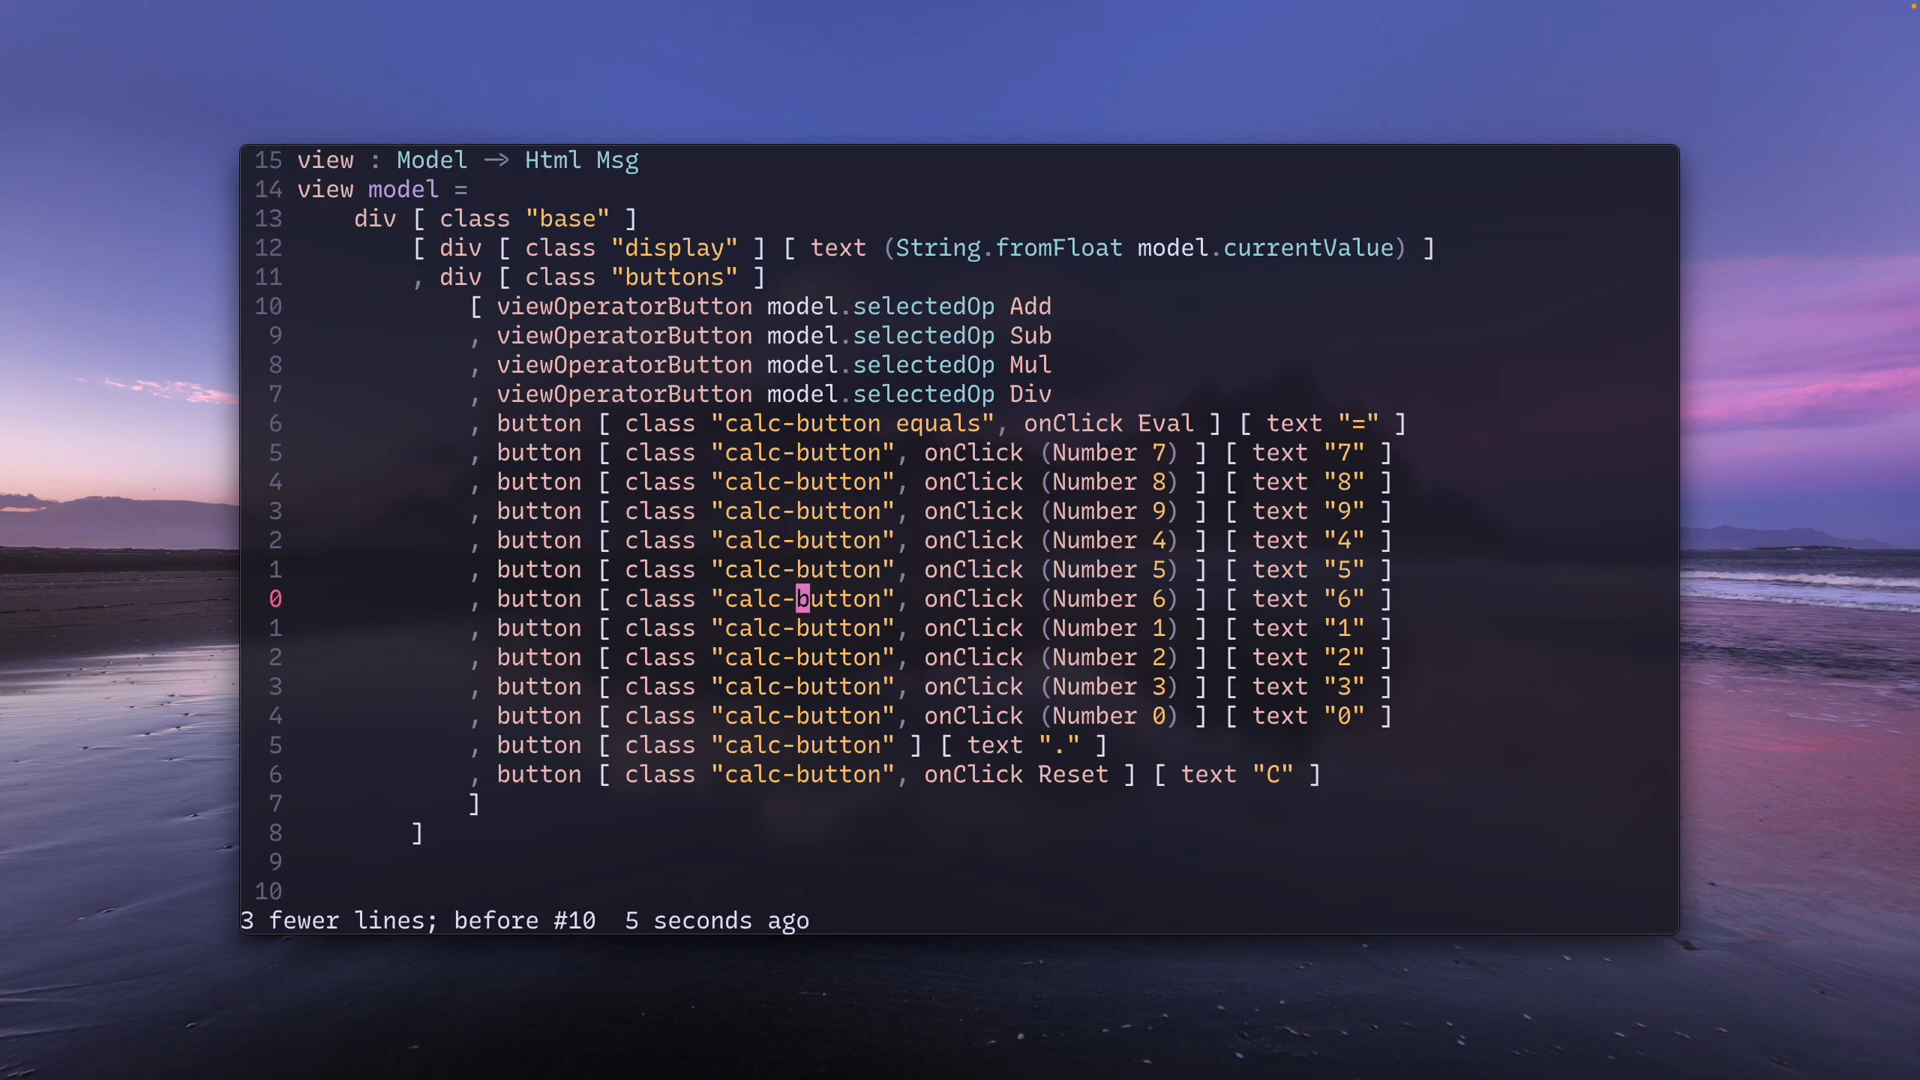 15 view : Model -> Html Msg
14 view model =
13     div [ class "base" ]
12         [ div [ class "display" ] [ text (String.fromFloat model.currentValue) ]
11         , div [ class "buttons" ]
10             [ viewOperatorButton model.selectedOp Add
 9             , viewOperatorButton model.selectedOp Sub
 8             , viewOperatorButton model.selectedOp Mul
 7             , viewOperatorButton model.selectedOp Div
 6             , button [ class "calc-button equals", onClick Eval ] [ text "=" ]
 5             , button [ class "calc-button", onClick (Number 7) ] [ text "7" ]
 4             , button [ class "calc-button", onClick (Number 8) ] [ text "8" ]
 3             , button [ class "calc-button", onClick (Number 9) ] [ text "9" ]
 2             , button [ class "calc-button", onClick (Number 4) ] [ text "4" ]
 1             , button [ class "calc-button", onClick (Number 5) ] [ text "5" ]
 0             , button [ class "calc-button", onClick (Number 6) ] [ text "6" ]
 1             , button [ class "calc-button", onClick (Number 1) ] [ text "1" ]
 2             , button [ class "calc-button", onClick (Number 2) ] [ text "2" ]
 3             , button [ class "calc-button", onClick (Number 3) ] [ text "3" ]
 4             , button [ class "calc-button", onClick (Number 0) ] [ text "0" ]
 5             , button [ class "calc-button" ] [ text "." ]
 6             , button [ class "calc-button", onClick Reset ] [ text "C" ]
 7             ]
 8         ]
 9
10
3 fewer lines; before #10  5 seconds ago